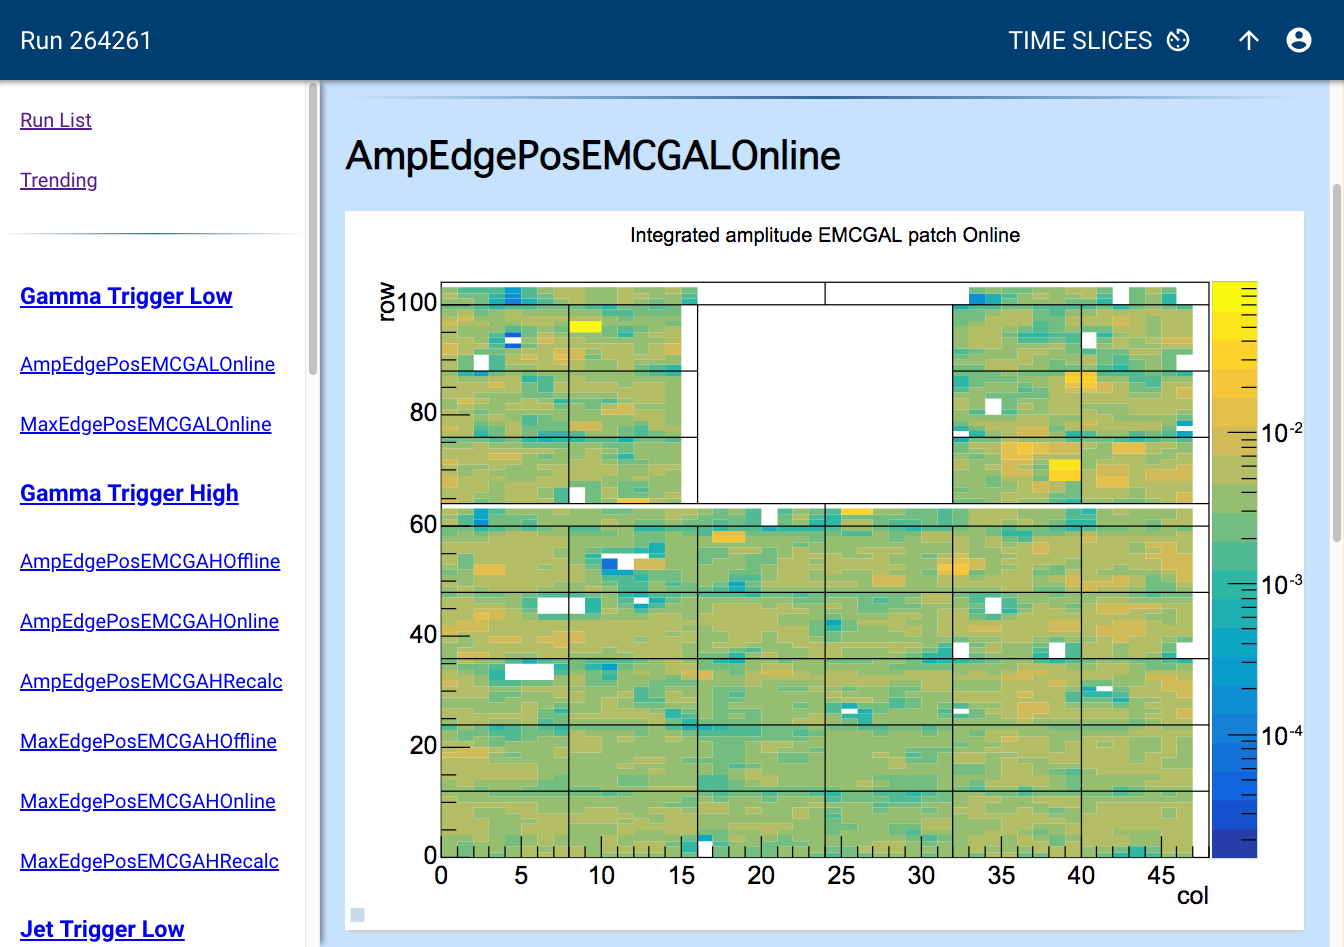 Run 264261
TIME SLICES
Run List
Trending
Gamma Trigger Low
AmpEdgePosEMCGALOnline
MaxEdgePosEMCGALOnline
Gamma Trigger High
AmpEdgePosEMCGAHOffline
AmpEdgePosEMCGAHOnline
AmpEdgePosEMCGAHRecalc
MaxEdgePosEMCGAHOffline
MaxEdgePosEMCGAHOnline
MaxEdgePosEMCGAHRecalc
Jet Trigger Low
AmpEdgePosEMCGALOnline
Integrated amplitude EMCGAL patch Online
row
100
80
60
40
20
0
0 5 10 15 20 25 30 35 40 45
col
10-2
10-3
10-4